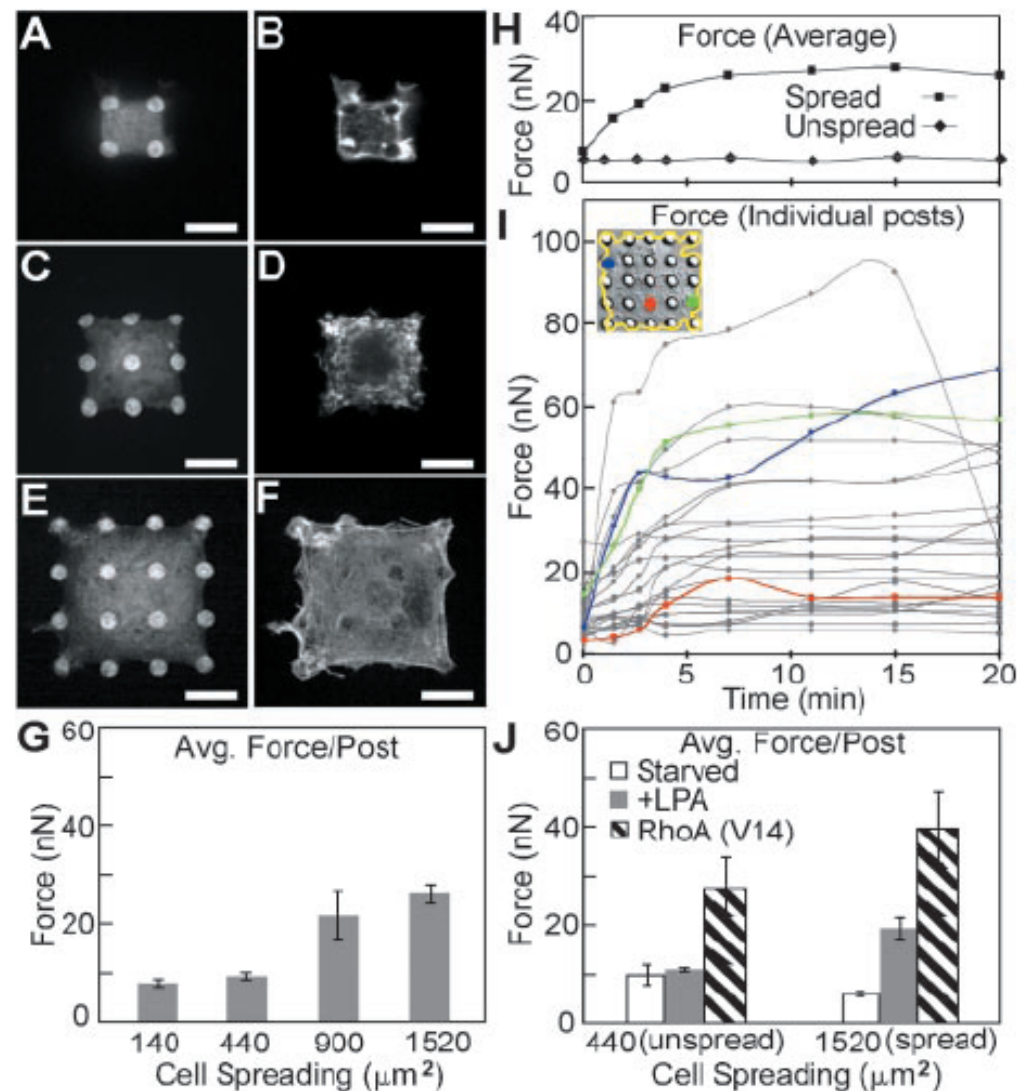 A
B
C
D
E
F
G
Avg. Force/Post
Force (nN)
60
40
20
0
140 440 900 1520
Cell Spreading (μm²)
H
Force (Average)
Force (nN)
40
20
0
Spread
Unspread
I
Force (Individual posts)
Force (nN)
100
80
60
40
20
0
0 5 10 15 20
Time (min)
J
Avg. Force/Post
Starved
+LPA
RhoA (V14)
Force (nN)
60
40
20
0
440 (unspread) 1520 (spread)
Cell Spreading (μm²)